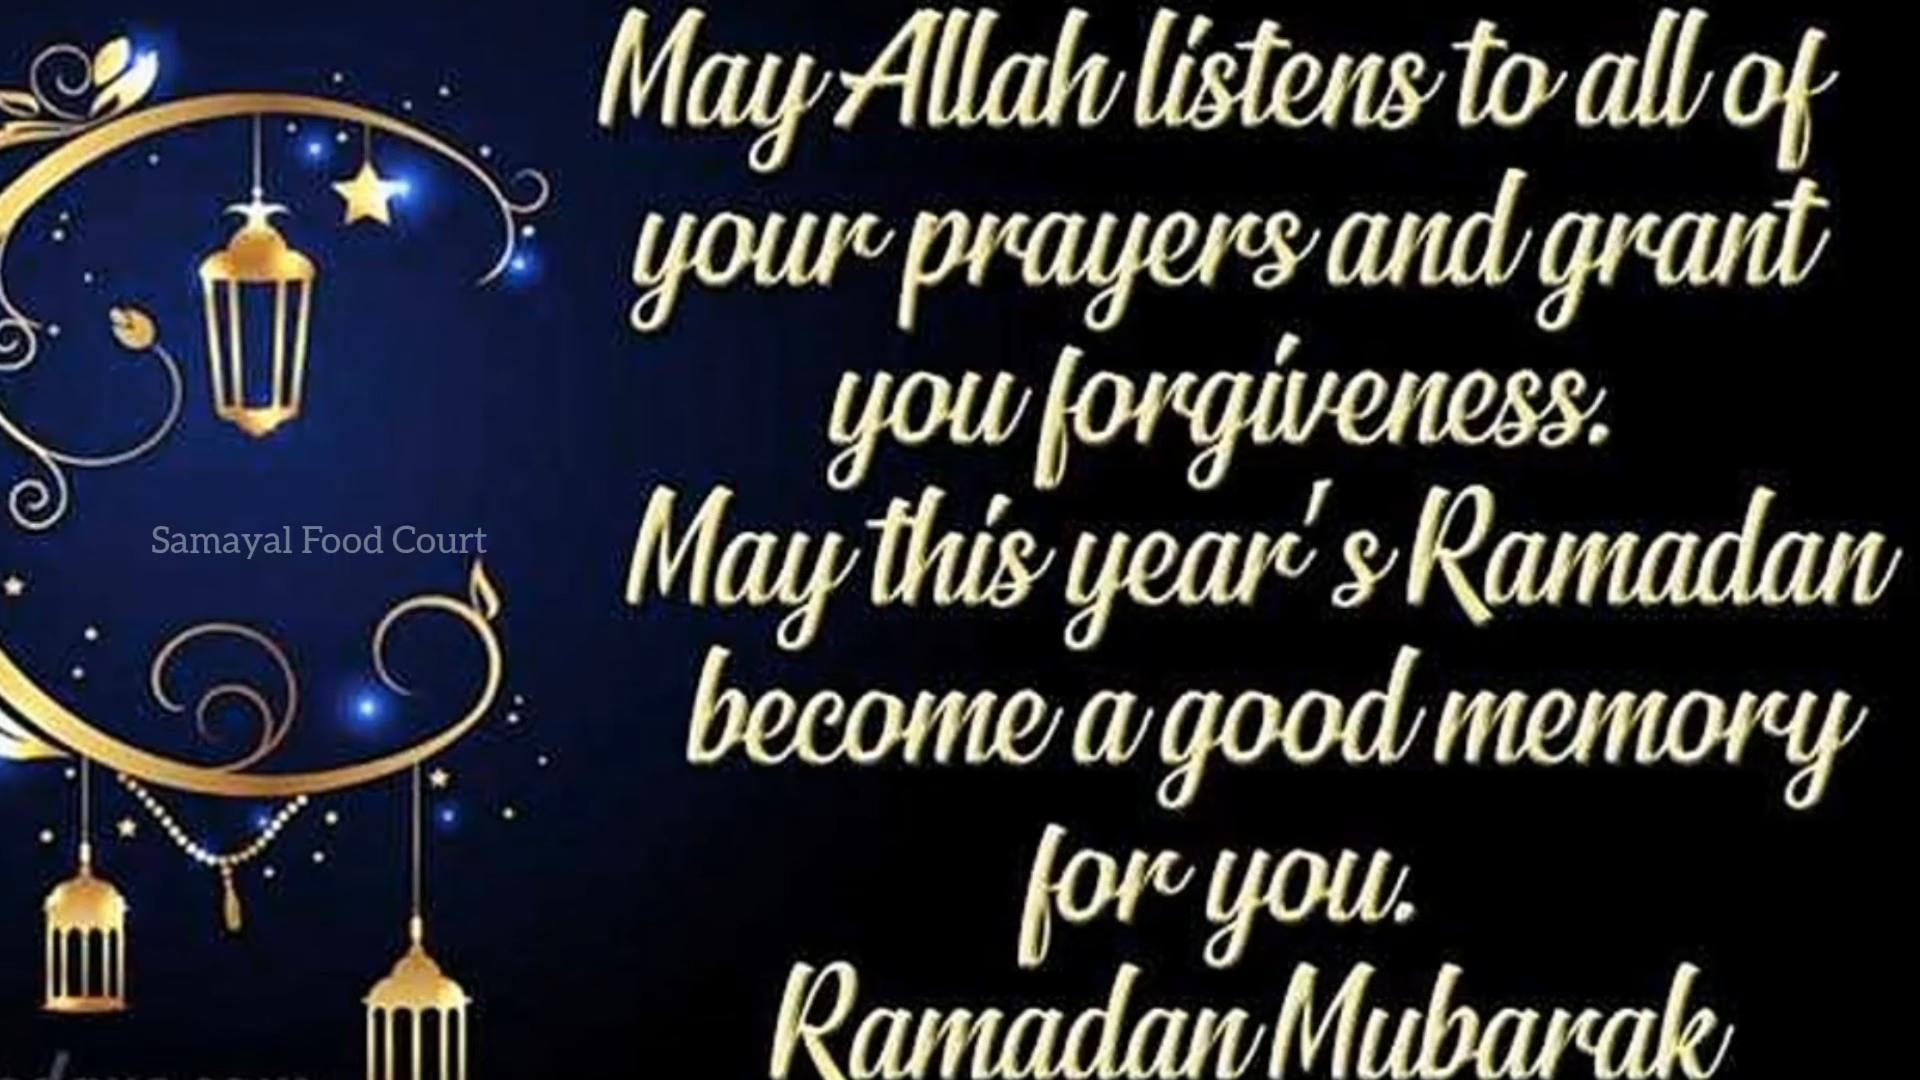 May Allah listens to all of
your prayers and grant
you forgiveness.
May this year's Ramadan
become a good memory
for you.
Ramadan Mubarak
Samayal Food Court